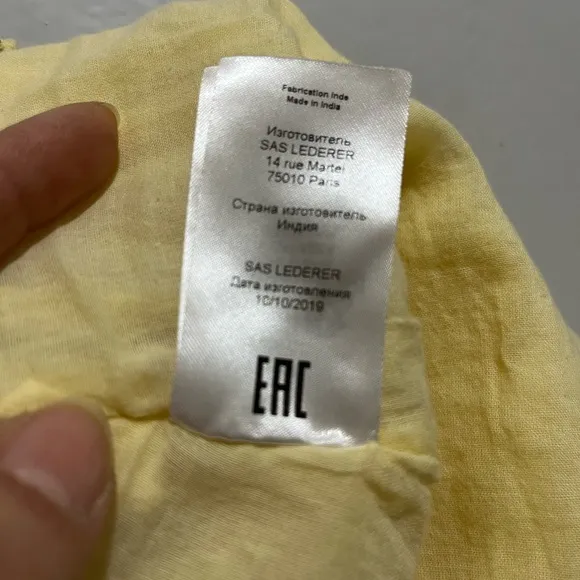 Fabrication Inde
Made in India
Изготовитель
SAS LEDERER
14 rue Martel
75010 Paris
Страна изготовитель
Индия
SAS LEDERER
Дата изготовления
10/10/2019
EAC